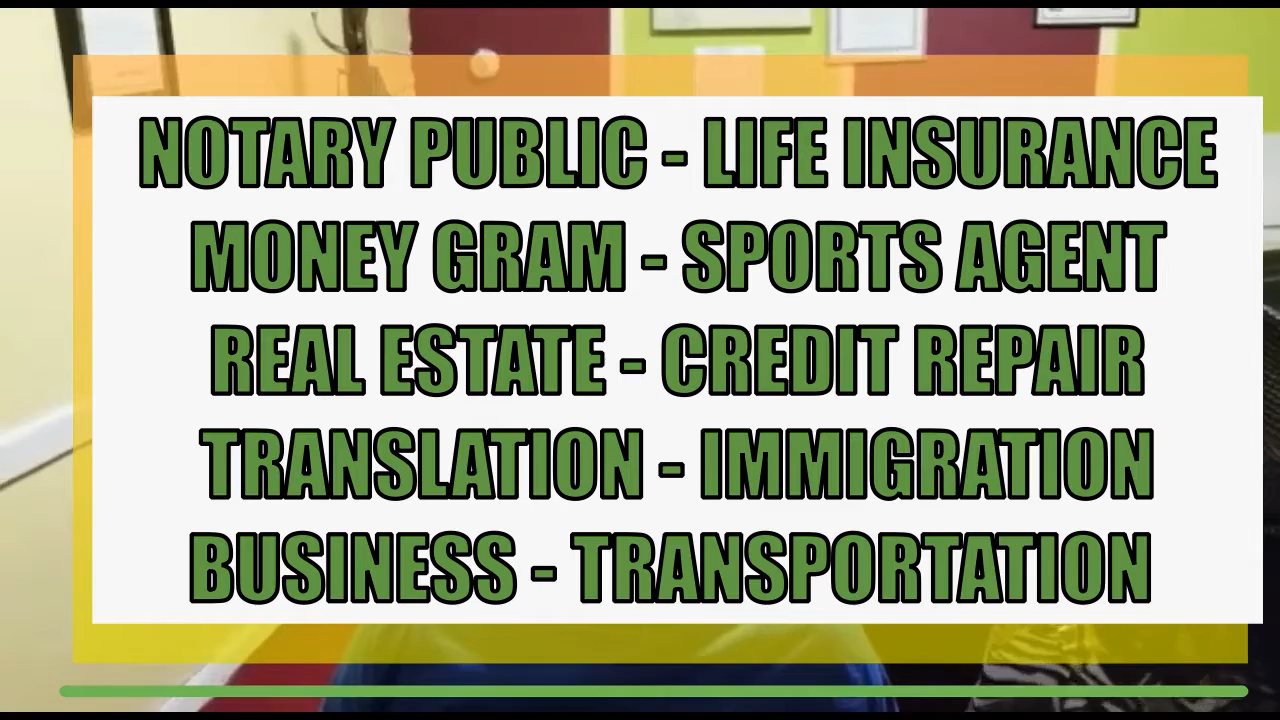 NOTARY PUBLIC - LIFE INSURANCE
MONEY GRAM - SPORTS AGENT
REAL ESTATE - CREDIT REPAIR
TRANSLATION - IMMIGRATION
BUSINESS - TRANSPORTATION